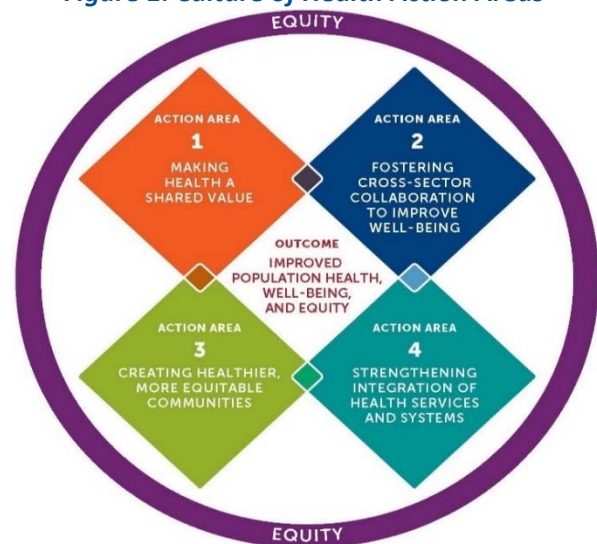 Culture of Health Action Areas
EQUITY
ACTION AREA
1
MAKING
HEALTH A
SHARED VALUE
ACTION AREA
2
FOSTERING
CROSS-SECTOR
COLLABORATION
TO IMPROVE
WELL-BEING
OUTCOME
IMPROVED
POPULATION HEALTH,
WELL-BEING,
AND EQUITY
ACTION AREA
3
CREATING HEALTHIER,
MORE EQUITABLE
COMMUNITIES
ACTION AREA
4
STRENGTHENING
INTEGRATION OF
HEALTH SERVICES
AND SYSTEMS
EQUITY